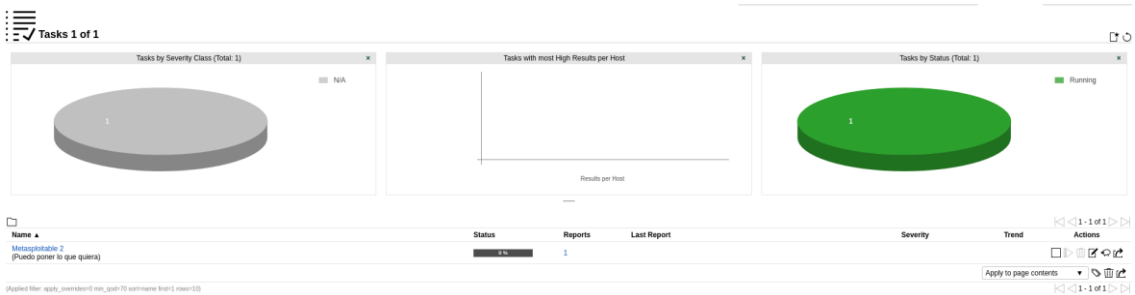 Tasks 1 of 1
Tasks by Severity Class (Total: 1)
×
N/A
1
Tasks with most High Results per Host
×
Results per Host
Tasks by Status (Total: 1)
×
Running
1
1 - 1 of 1
Name ▲ Status Reports Last Report Severity Trend Actions
Metasploitable 2
(Puedo poner lo que quiera)
0 %
1
Apply to page contents ▼
(Applied filter: apply_overrides=0 min_qod=70 sort=name first=1 rows=10)
1 - 1 of 1